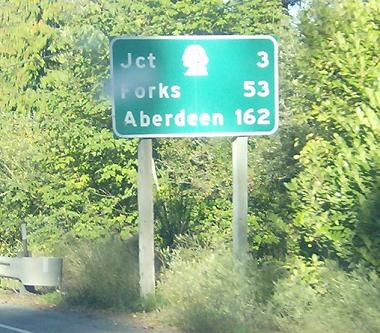 Jct 3
Forks 53
Aberdeen 162